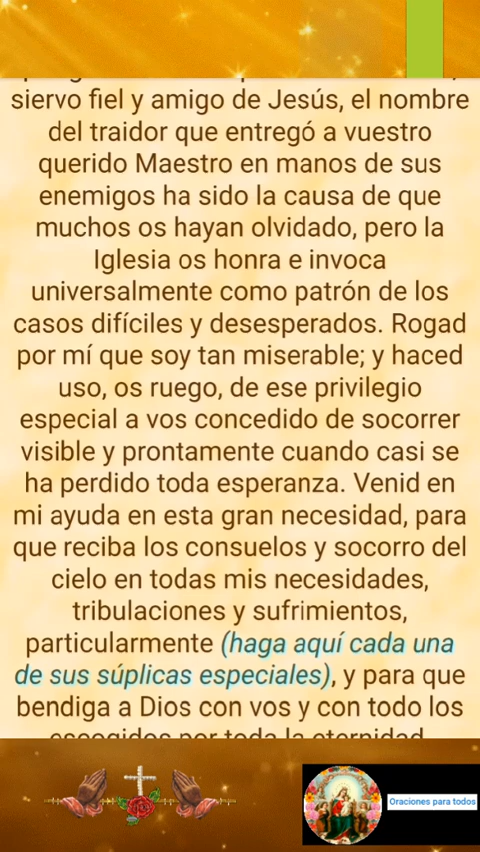 siervo fiel y amigo de Jesús, el nombre
del traidor que entregó a vuestro
querido Maestro en manos de sus
enemigos ha sido la causa de que
muchos os hayan olvidado, pero la
Iglesia os honra e invoca
universalmente como patrón de los
casos difíciles y desesperados. Rogad
por mí que soy tan miserable; y haced
uso, os ruego, de ese privilegio
especial a vos concedido de socorrer
visible y prontamente cuando casi se
ha perdido toda esperanza. Venid en
mi ayuda en esta gran necesidad, para
que reciba los consuelos y socorro del
cielo en todas mis necesidades,
tribulaciones y sufrimientos,
particularmente (haga aquí cada una
de sus súplicas especiales), y para que
bendiga a Dios con vos y con todo los
escogidos por toda la eternidad.
Oraciones para todos